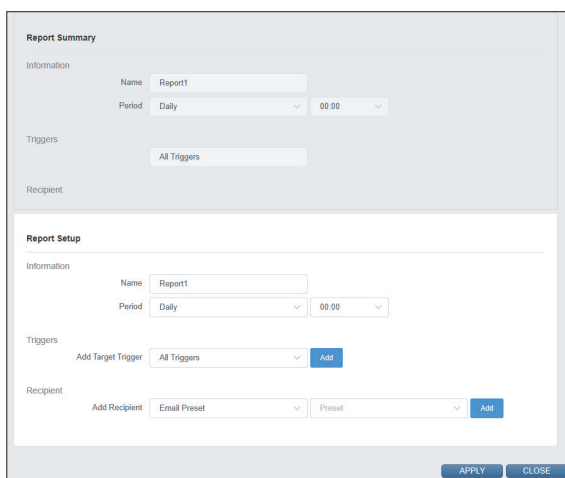 Report Summary
Information
Name Report1
Period Daily 00:00
Triggers
All Triggers
Recipient
Report Setup
Information
Name Report1
Period Daily 00:00
Triggers
Add Target Trigger All Triggers Add
Recipient
Add Recipient Email Preset Preset Add
APPLY CLOSE